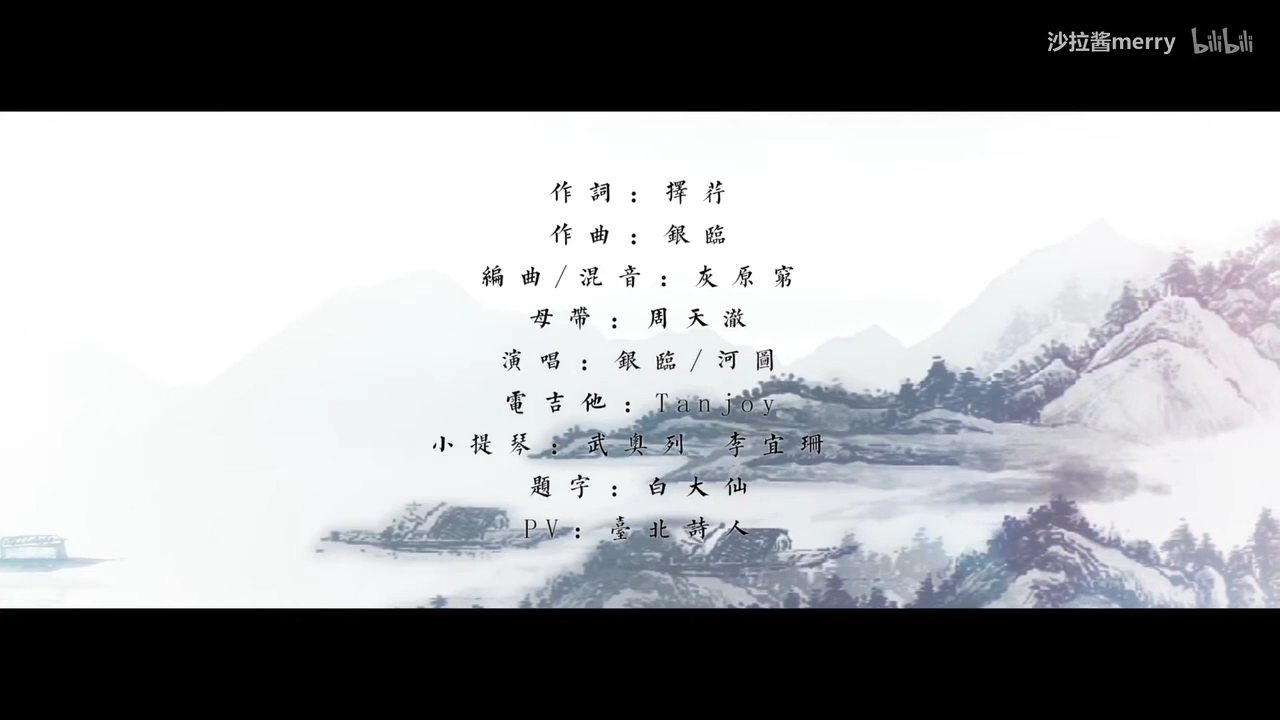 沙拉酱merry bilibili
作詞：擇荇
作曲：銀臨
編曲/混音：灰原窮
母帶：周天澈
演唱：銀臨/河圖
電吉他：Tanjoy
小提琴：武奧列 李宜珊
題字：白大仙
PV：臺北詩人